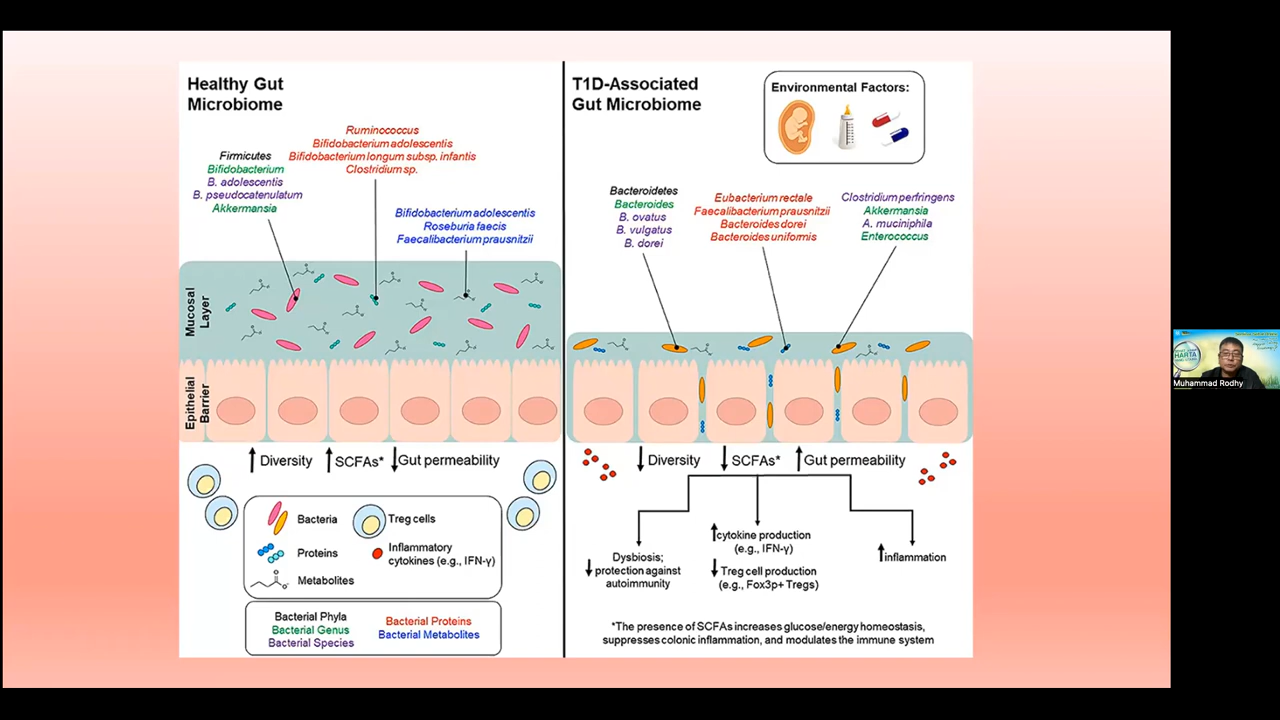 Healthy Gut
Microbiome
Ruminococcus
Bifidobacterium adolescentis
Bifidobacterium longum subsp. infantis
Clostridium sp.
Firmicutes
Bifidobacterium
B. adolescentis
B. pseudocatenulatum
Akkermansia
Bifidobacterium adolescentis
Roseburia faecis
Faecalibacterium prausnitzii
Mucosal
Layer
Epithelial
Barrier
Diversity
SCFAs*
Gut permeability
Bacteria
Treg cells
Proteins
Inflammatory
cytokines (e.g., IFN-γ)
Metabolites
Bacterial Phyla
Bacterial Genus
Bacterial Species
Bacterial Proteins
Bacterial Metabolites
T1D-Associated
Gut Microbiome
Environmental Factors:
Bacteroidetes
Bacteroides
B. ovatus
B. vulgatus
B. dorei
Eubacterium rectale
Faecalibacterium prausnitzii
Bacteroides dorei
Bacteroides uniformis
Clostridium perfringens
Akkermansia
A. muciniphila
Enterococcus
Diversity
SCFAs*
Gut permeability
Dysbiosis;
protection against
autoimmunity
cytokine production
(e.g., IFN-γ)
Treg cell production
(e.g., Fox3p+ Tregs)
inflammation
*The presence of SCFAs increases glucose/energy homeostasis,
suppresses colonic inflammation, and modulates the immune system
HARTA
Muhammad Rodhy